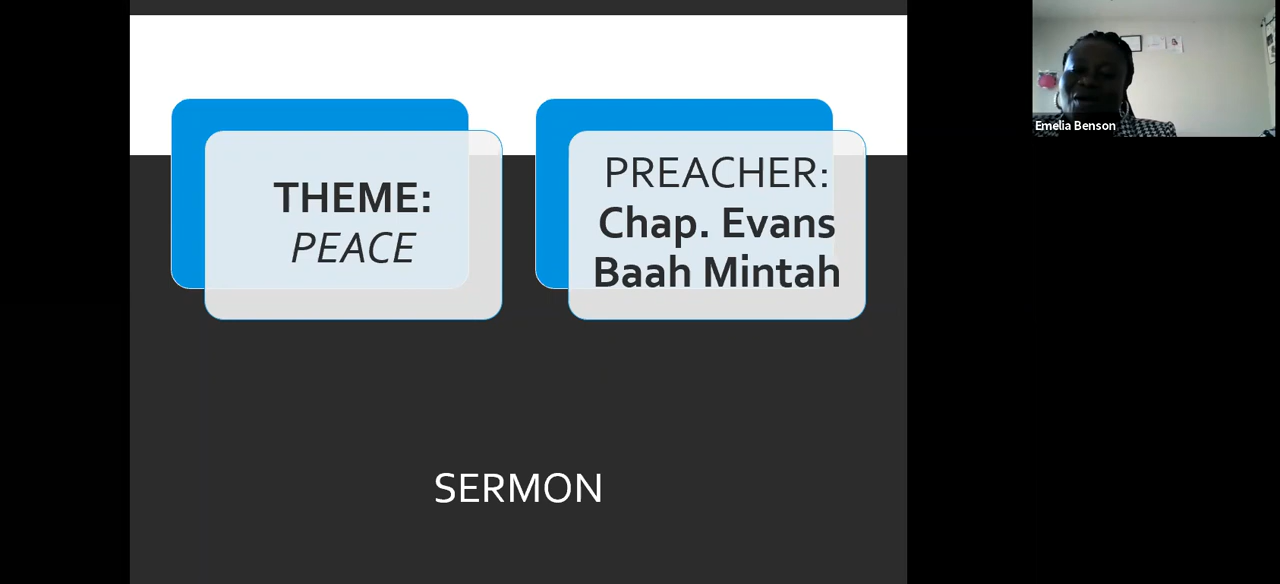 THEME:
PEACE
PREACHER:
Chap. Evans
Baah Mintah
SERMON
Emelia Benson